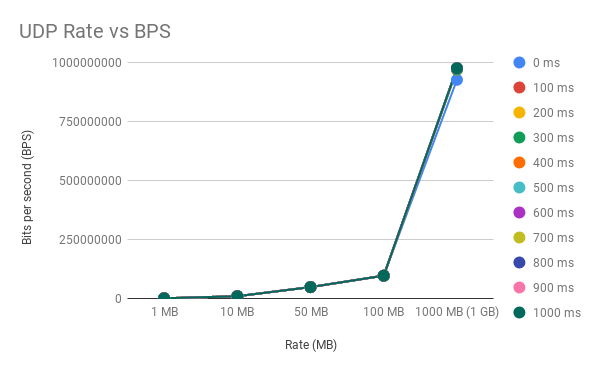 UDP Rate vs BPS
1000000000
750000000
500000000
250000000
0
Bits per second (BPS)
1 MB
10 MB
50 MB
100 MB
1000 MB (1 GB)
Rate (MB)
0 ms
100 ms
200 ms
300 ms
400 ms
500 ms
600 ms
700 ms
800 ms
900 ms
1000 ms